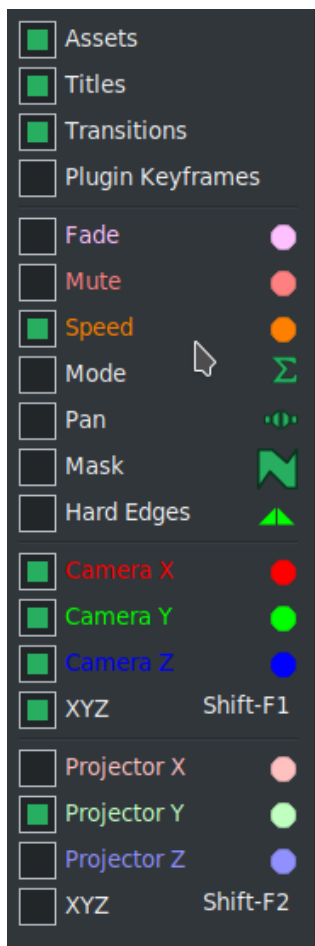 Assets
Titles
Transitions
Plugin Keyframes
Fade
Mute
Speed
Mode
Pan
Mask
Hard Edges
Camera X
Camera Y
Camera Z
XYZ Shift-F1
Projector X
Projector Y
Projector Z
XYZ Shift-F2